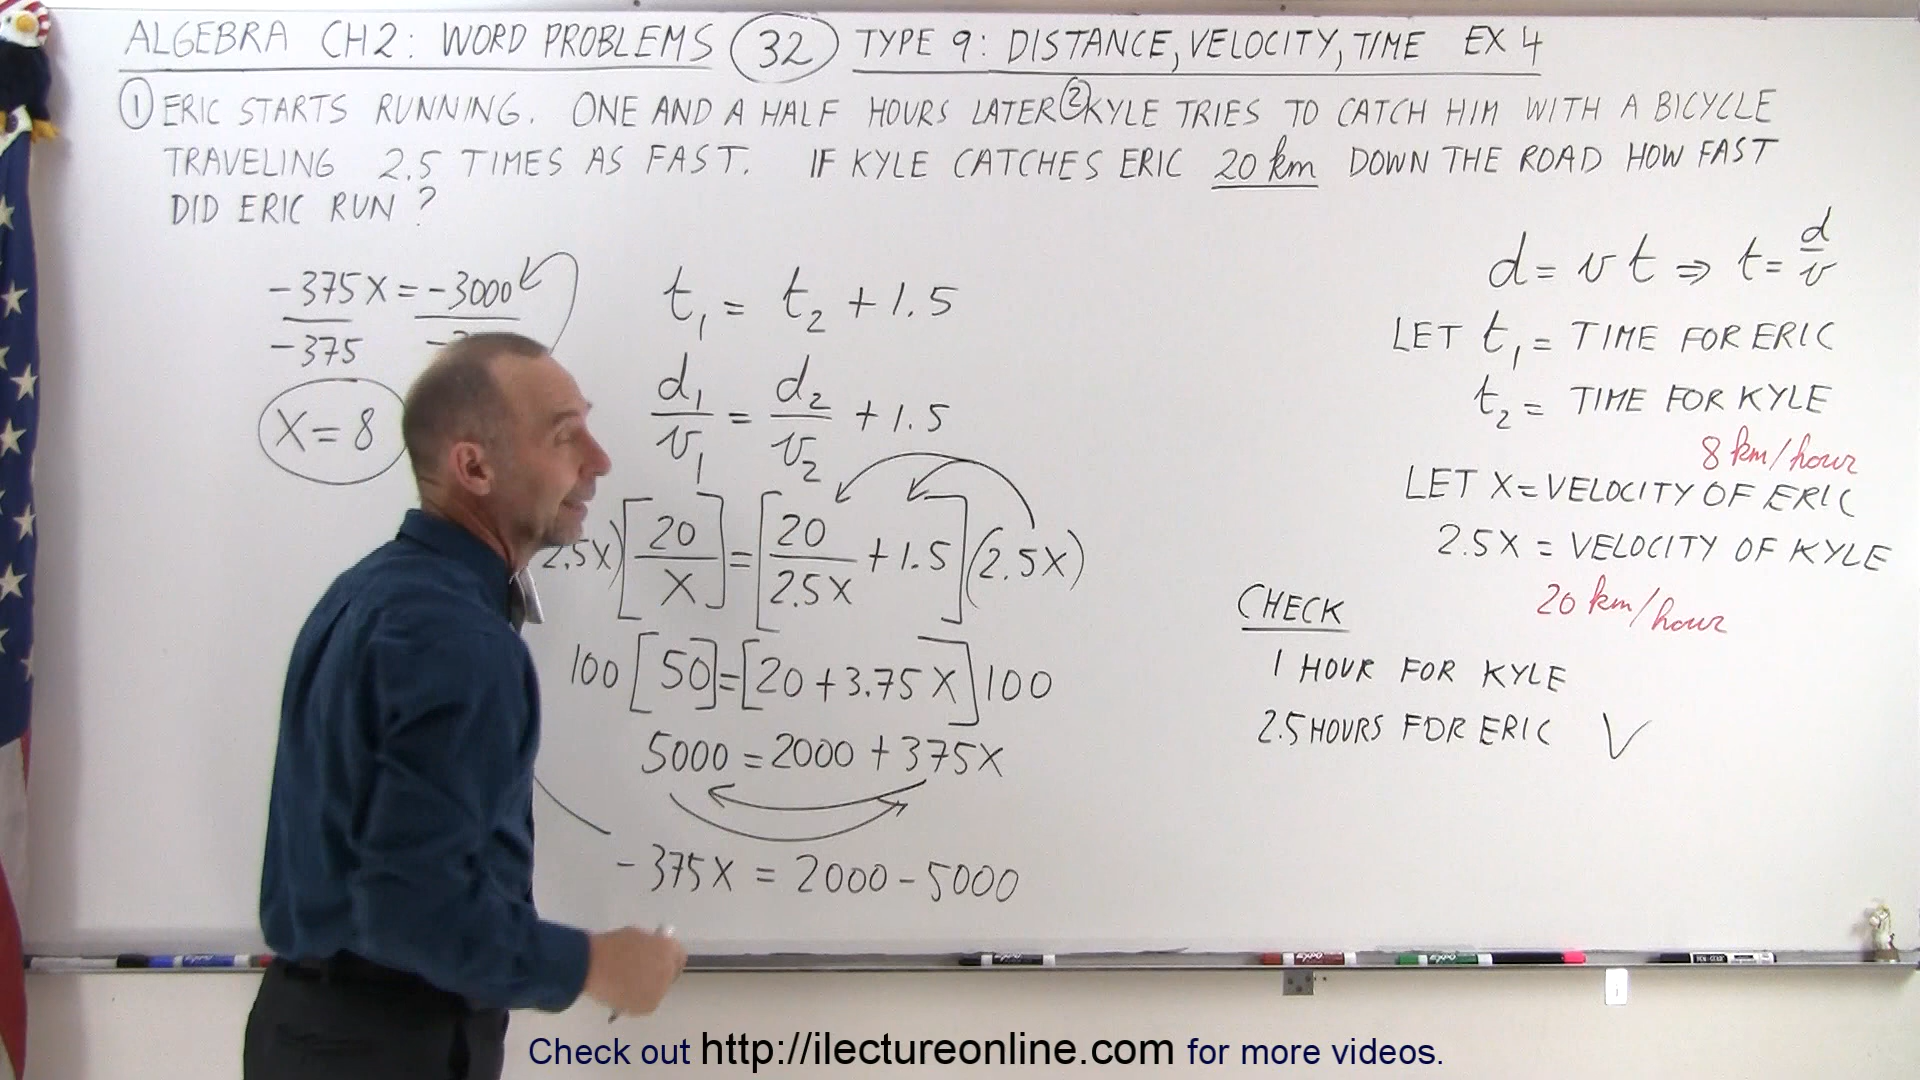 ALGEBRA CH2: WORD PROBLEMS 32 TYPE 9: DISTANCE, VELOCITY, TIME EX 4
① ERIC STARTS RUNNING. ONE AND A HALF HOURS LATER ② KYLE TRIES TO CATCH HIM WITH A BICYCLE
TRAVELING 2.5 TIMES AS FAST. IF KYLE CATCHES ERIC 20 km DOWN THE ROAD HOW FAST
DID ERIC RUN?
-375X = -3000
-375
X = 8
t₁ = t₂ + 1.5
d₁/v₁ = d₂/v₂ + 1.5
2.5X)[20/X] = [20/2.5X + 1.5](2.5X)
100[50] = [20 + 3.75X]100
5000 = 2000 + 375X
-375X = 2000 - 5000
d = vt ⇒ t = d/v
LET t₁ = TIME FOR ERIC
t₂ = TIME FOR KYLE
8 km/hour
LET X = VELOCITY OF ERIC
2.5X = VELOCITY OF KYLE
20 km/hour
CHECK
1 HOUR FOR KYLE
2.5 HOURS FOR ERIC √
Check out http://ilectureonline.com for more videos.